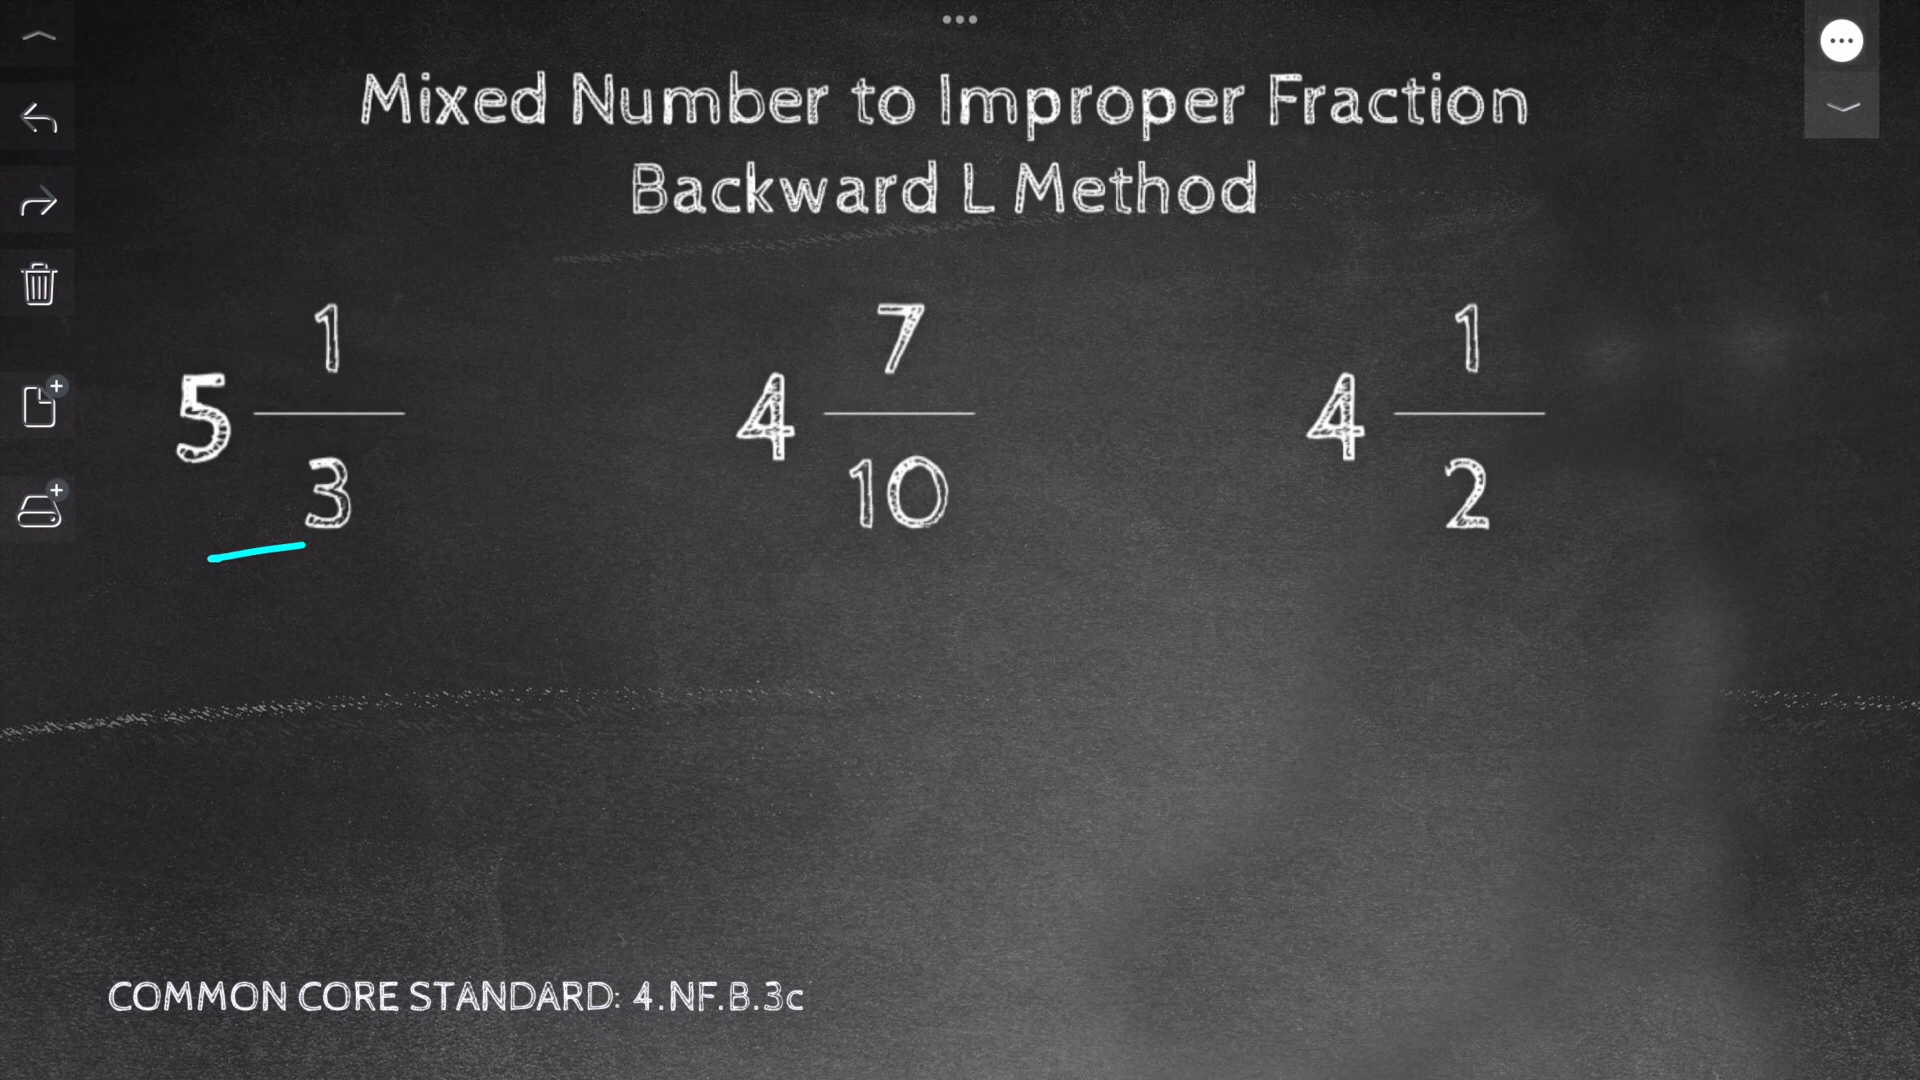 Mixed Number to Improper Fraction
Backward L Method
5 1/3
4 7/10
4 1/2
COMMON CORE STANDARD: 4.NF.B.3c